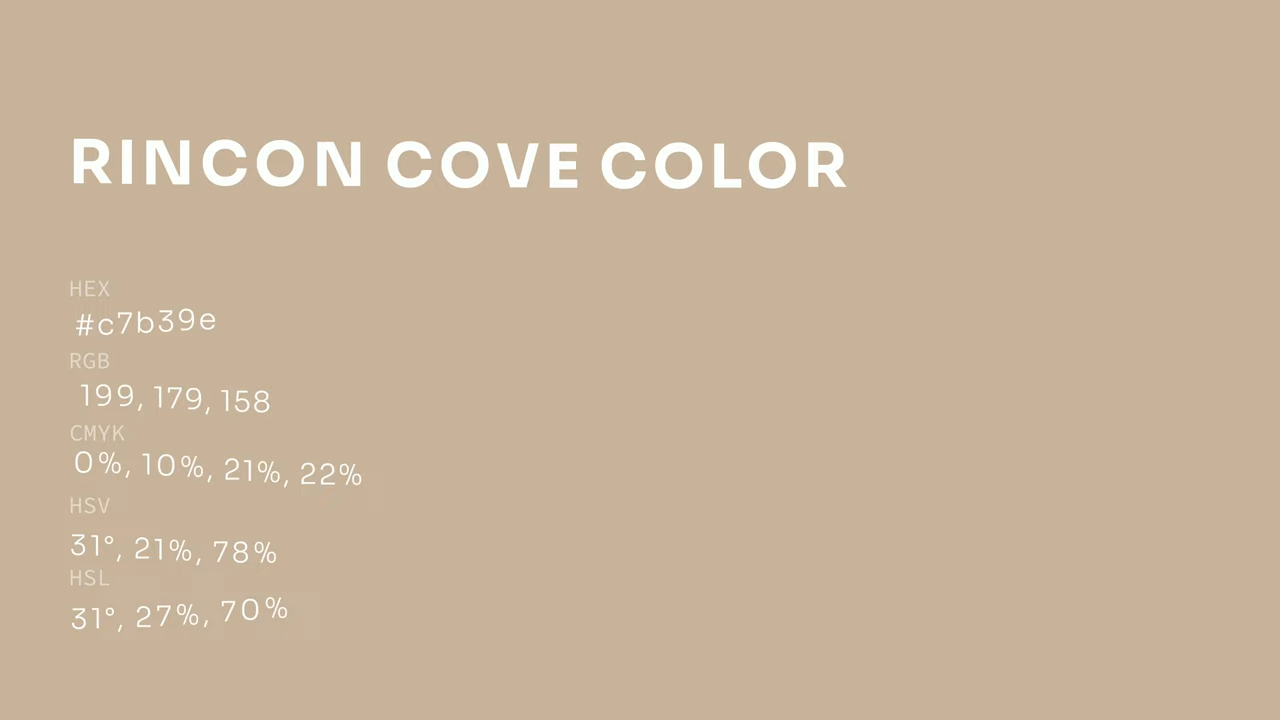 RINCON COVE COLOR
HEX
#c7b39e
RGB
199, 179, 158
CMYK
0%, 10%, 21%, 22%
HSV
31°, 21%, 78%
HSL
31°, 27%, 70%